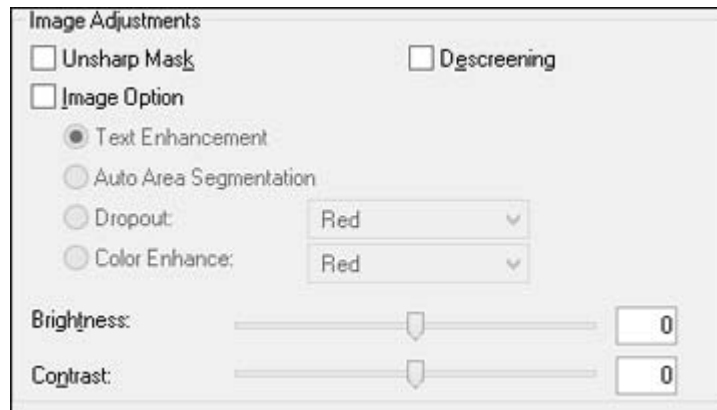 Image Adjustments
Unsharp Mask Descreening
Image Option
Text Enhancement
Auto Area Segmentation
Dropout: Red
Color Enhance: Red
Brightness: 0
Contrast: 0